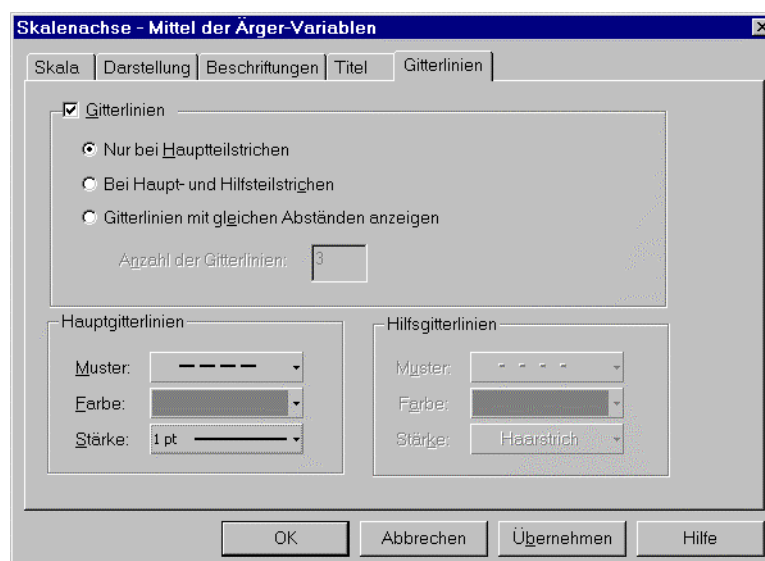 Skalenachse - Mittel der Ärger-Variablen
Skala Darstellung Beschriftungen Titel Gitterlinien
Gitterlinien
Nur bei Hauptteilstrichen
Bei Haupt- und Hilfsteilstrichen
Gitterlinien mit gleichen Abständen anzeigen
Anzahl der Gitterlinien: 3
Hauptgitterlinien
Muster:
Farbe:
Stärke: 1 pt
Hilfsgitterlinien
Muster:
Farbe:
Stärke: Haarstrich
OK Abbrechen Übernehmen Hilfe